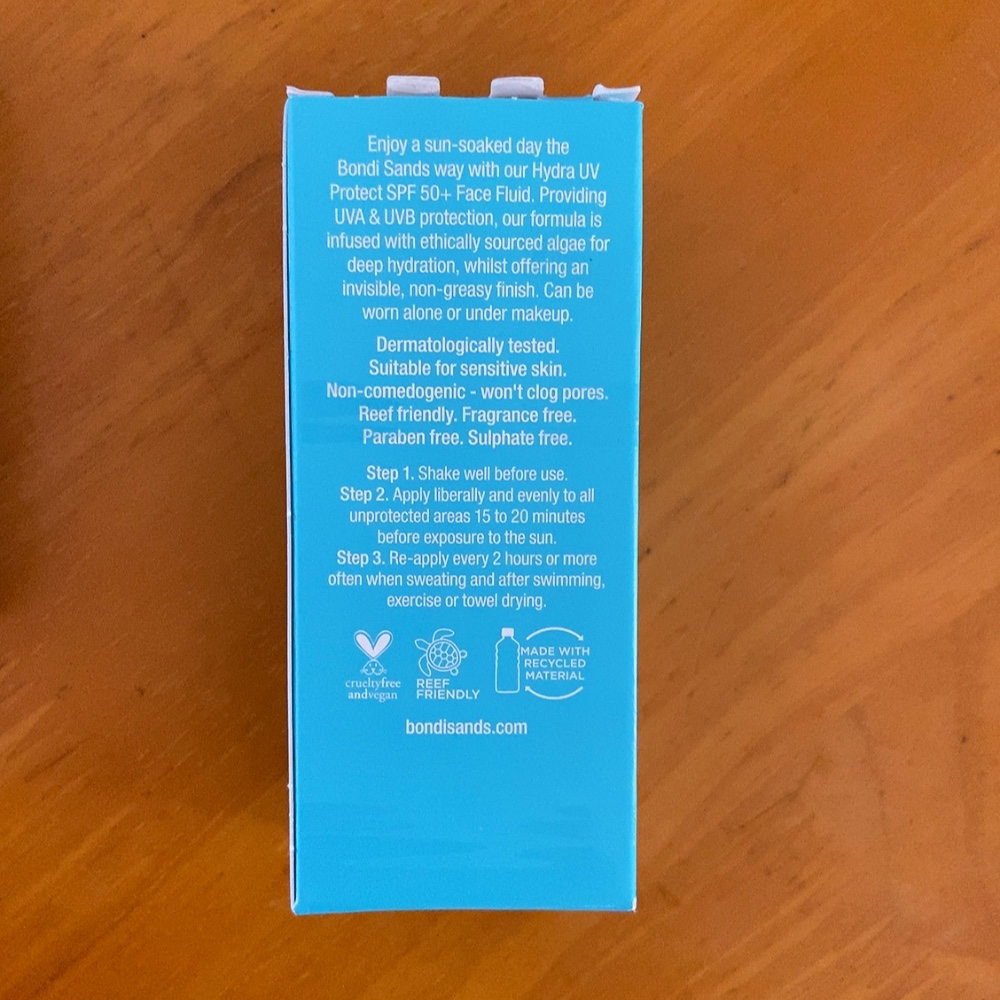 Enjoy a sun-soaked day the
Bondi Sands way with our Hydra UV
Protect SPF 50+ Face Fluid. Providing
UVA & UVB protection, our formula is
infused with ethically sourced algae for
deep hydration, whilst offering an
invisible, non-greasy finish. Can be
worn alone or under makeup.
Dermatologically tested.
Suitable for sensitive skin.
Non-comedogenic - won't clog pores.
Reef friendly. Fragrance free.
Paraben free. Sulphate free.
Step 1. Shake well before use.
Step 2. Apply liberally and evenly to all
unprotected areas 15 to 20 minutes
before exposure to the sun.
Step 3. Re-apply every 2 hours or more
often when sweating and after swimming,
exercise or towel drying.
crueltyfree
andvegan
REEF
FRIENDLY
MADE WITH
RECYCLED
MATERIAL
bondisands.com